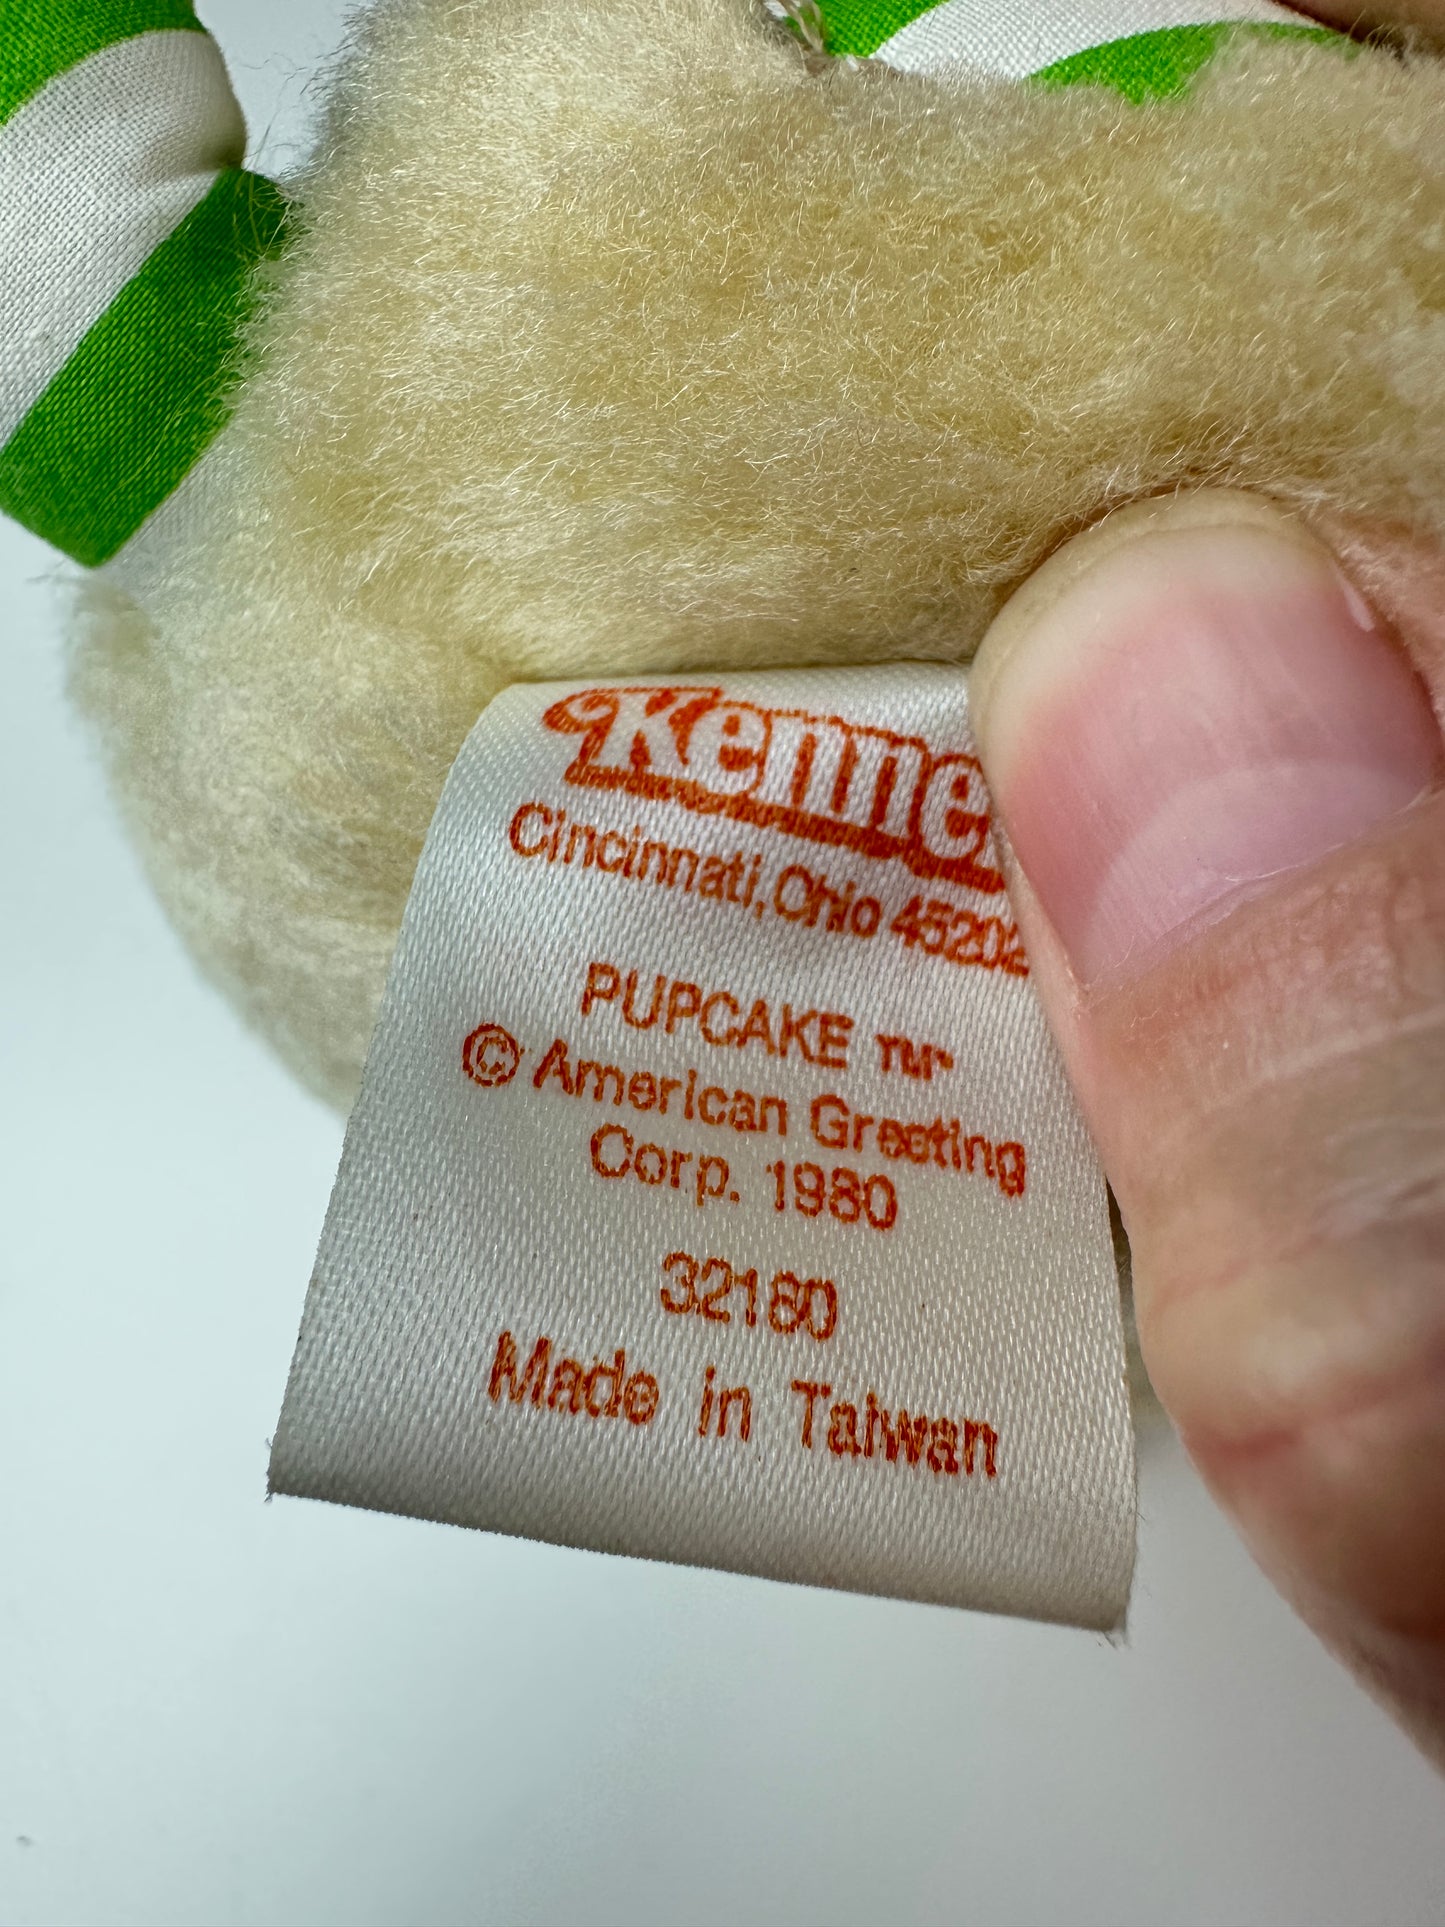 Kenner
Cincinnati, Ohio 45202
PUPCAKE TM
© American Greeting
Corp. 1980
32180
Made in Taiwan